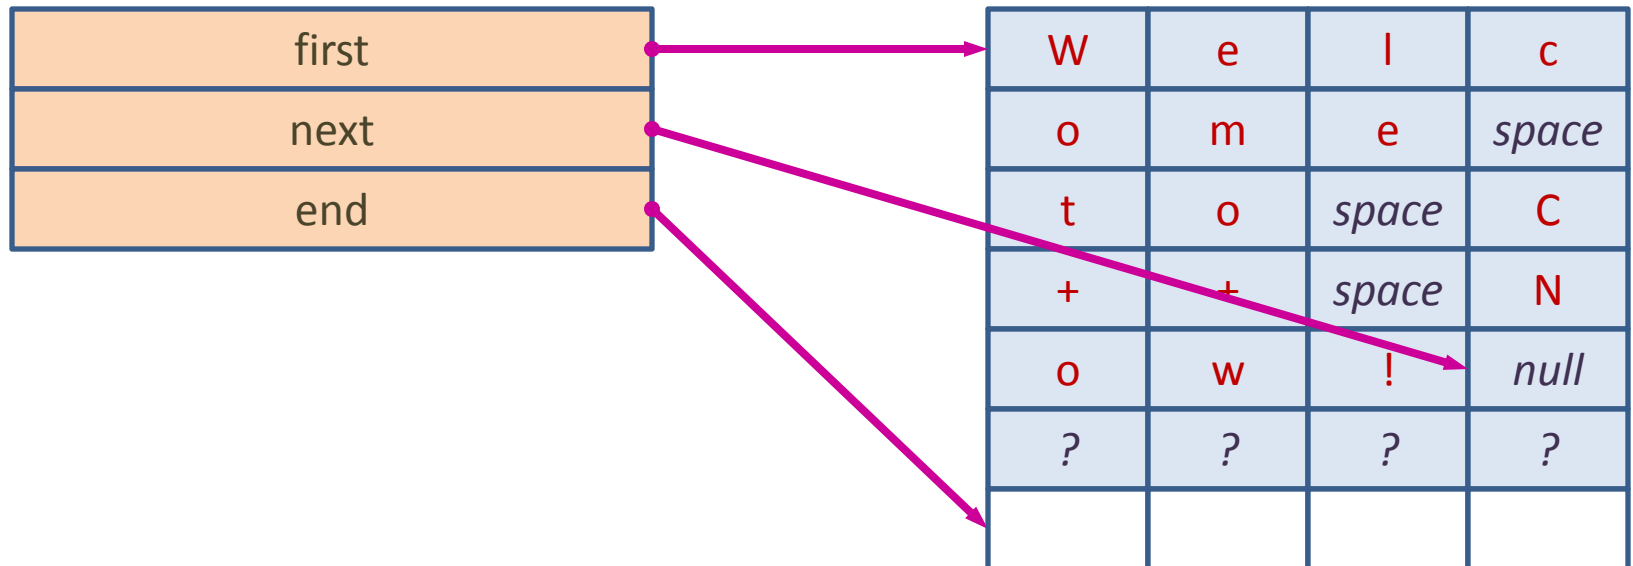 first
next
end
W e l c
o m e space
t o space C
+ + space N
o w ! null
? ? ? ?